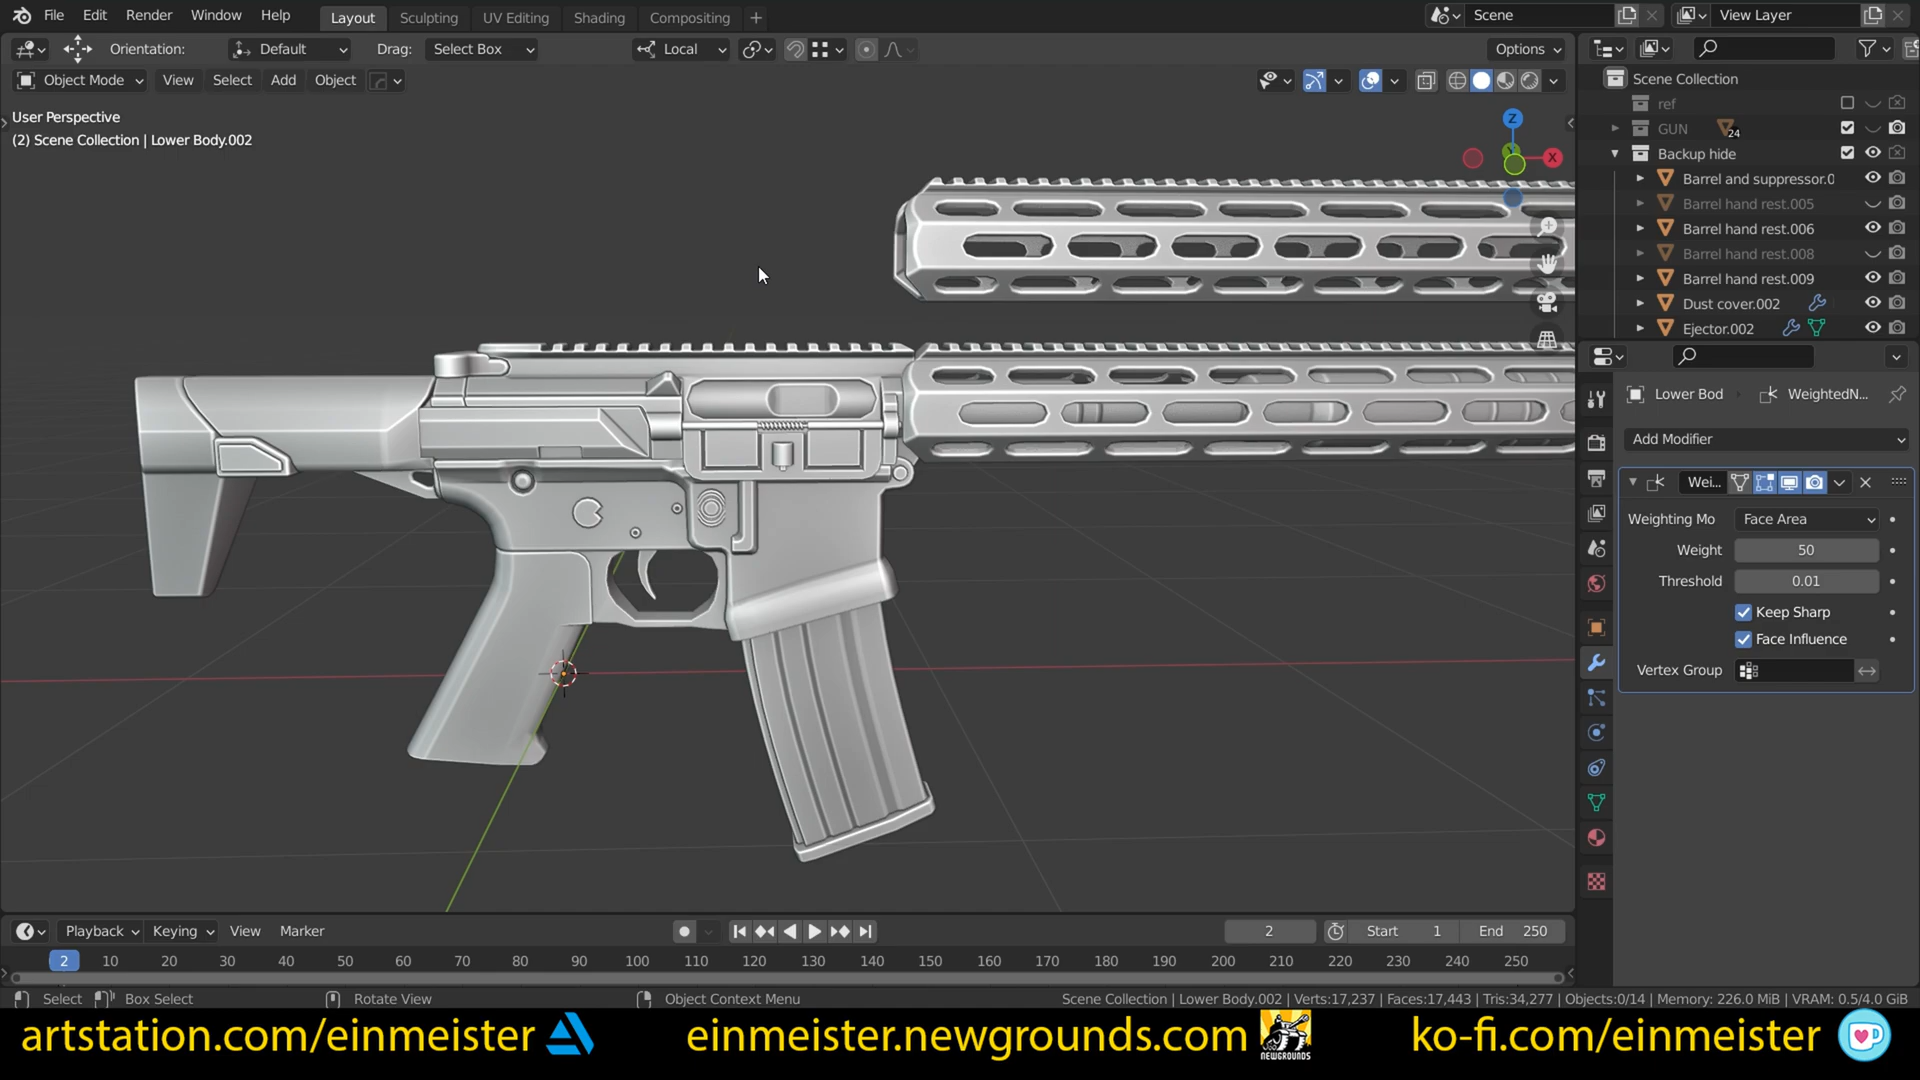 File Edit Render Window Help Layout Sculpting UV Editing Shading Compositing + Scene View Layer
Orientation: Default Drag: Select Box Local Options
Object Mode View Select Add Object
User Perspective
(2) Scene Collection | Lower Body.002
Z
X
Scene Collection
ref
GUN 24
Backup hide
Barrel and suppressor.0
Barrel hand rest.005
Barrel hand rest.006
Barrel hand rest.008
Barrel hand rest.009
Dust cover.002
Ejector.002
Lower Bod WeightedN...
Add Modifier
Wei...
Weighting Mo Face Area
Weight 50
Threshold 0.01
Keep Sharp
Face Influence
Vertex Group
Playback Keying View Marker 2 Start 1 End 250
2 10 20 30 40 50 60 70 80 90 100 110 120 130 140 150 160 170 180 190 200 210 220 230 240 250
Select Box Select Rotate View Object Context Menu Scene Collection | Lower Body.002 | Verts:17,237 | Faces:17,443 | Tris:34,277 | Objects:0/14 | Memory: 226.0 MiB | VRAM: 0.5/4.0 GiB
artstation.com/einmeister einmeister.newgrounds.com NEWGROUNDS ko-fi.com/einmeister